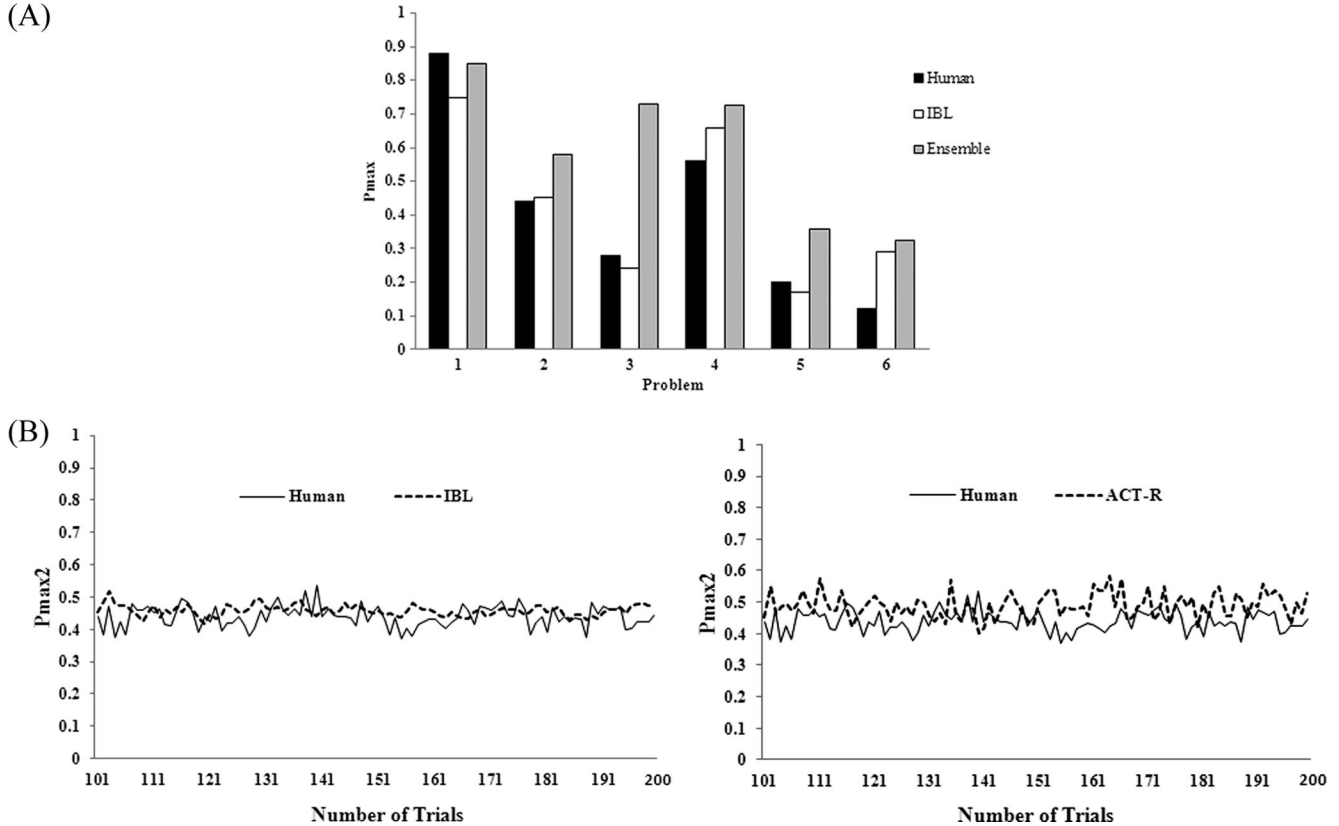 (A)
1
0.9
0.8
0.7
0.6
0.5
0.4
0.3
0.2
0.1
0
Pmax
Human
IBL
Ensemble
1 2 3 4 5 6
Problem
(B)
1
0.9
0.8
0.7
0.6
0.5
0.4
0.3
0.2
0.1
0
Pmax2
Human IBL
101 111 121 131 141 151 161 171 181 191 200
Number of Trials
1
0.9
0.8
0.7
0.6
0.5
0.4
0.3
0.2
0.1
0
Pmax2
Human ACT-R
101 111 121 131 141 151 161 171 181 191 200
Number of Trials